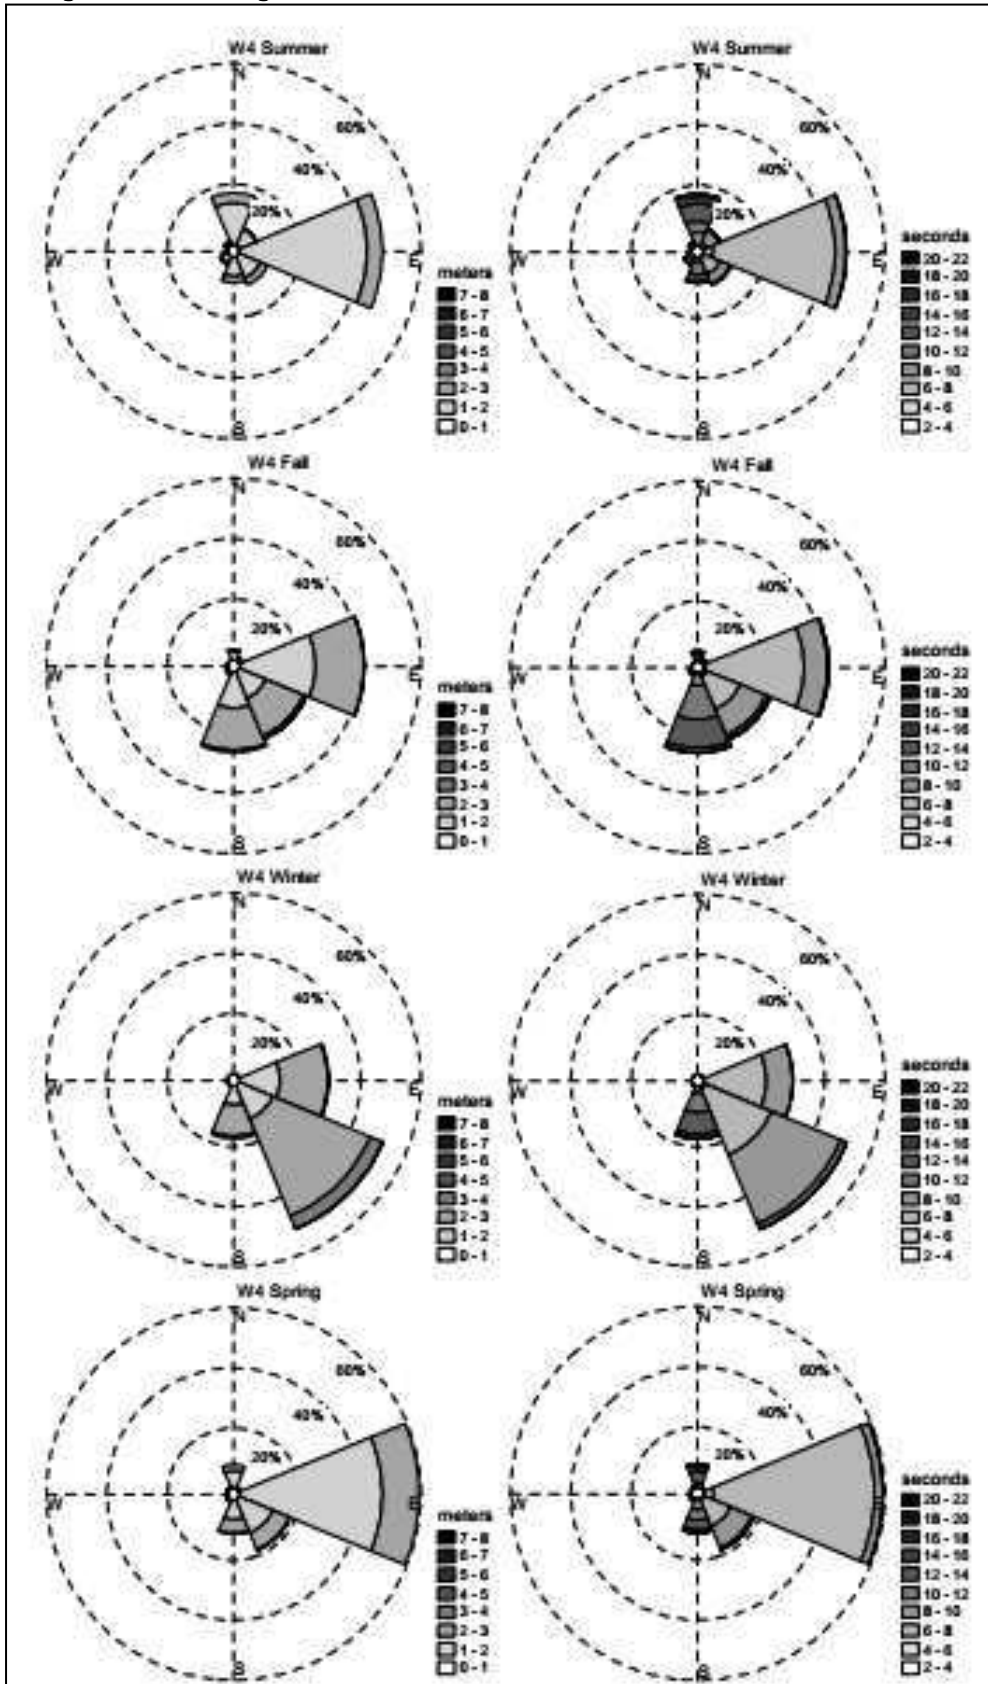 W4 Summer
N
60%
40%
20%
W
E
S
meters
7 - 8
6 - 7
5 - 6
4 - 5
3 - 4
2 - 3
1 - 2
0 - 1
W4 Summer
N
60%
40%
20%
W
E
S
seconds
20 - 22
18 - 20
16 - 18
14 - 16
12 - 14
10 - 12
8 - 10
6 - 8
4 - 6
2 - 4
W4 Fall
N
60%
40%
20%
W
E
S
meters
7 - 8
6 - 7
5 - 6
4 - 5
3 - 4
2 - 3
1 - 2
0 - 1
W4 Fall
N
60%
40%
20%
W
E
S
seconds
20 - 22
18 - 20
16 - 18
14 - 16
12 - 14
10 - 12
8 - 10
6 - 8
4 - 6
2 - 4
W4 Winter
N
60%
40%
20%
W
E
S
meters
7 - 8
6 - 7
5 - 6
4 - 5
3 - 4
2 - 3
1 - 2
0 - 1
W4 Winter
N
60%
40%
20%
W
E
S
seconds
20 - 22
18 - 20
16 - 18
14 - 16
12 - 14
10 - 12
8 - 10
6 - 8
4 - 6
2 - 4
W4 Spring
N
60%
40%
20%
W
E
S
meters
7 - 8
6 - 7
5 - 6
4 - 5
3 - 4
2 - 3
1 - 2
0 - 1
W4 Spring
N
60%
40%
20%
W
E
S
seconds
20 - 22
18 - 20
16 - 18
14 - 16
12 - 14
10 - 12
8 - 10
6 - 8
4 - 6
2 - 4